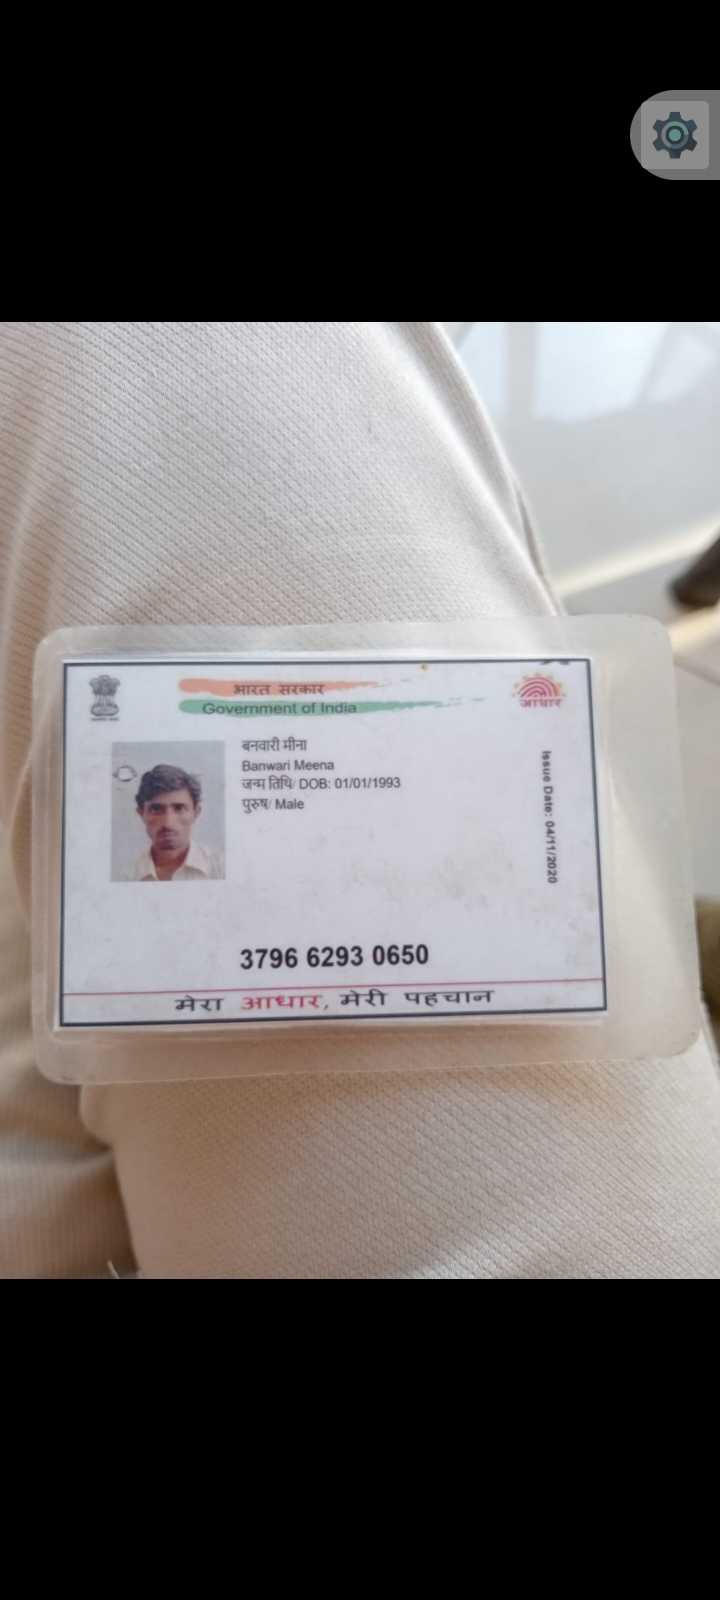 भारत सरकार
Government of India
आधार
बनवारी मीना
Banwari Meena
जन्म तिथि/ DOB: 01/01/1993
पुरुष/ Male
Issue Date: 04/11/2020
3796 6293 0650
मेरा आधार, मेरी पहचान